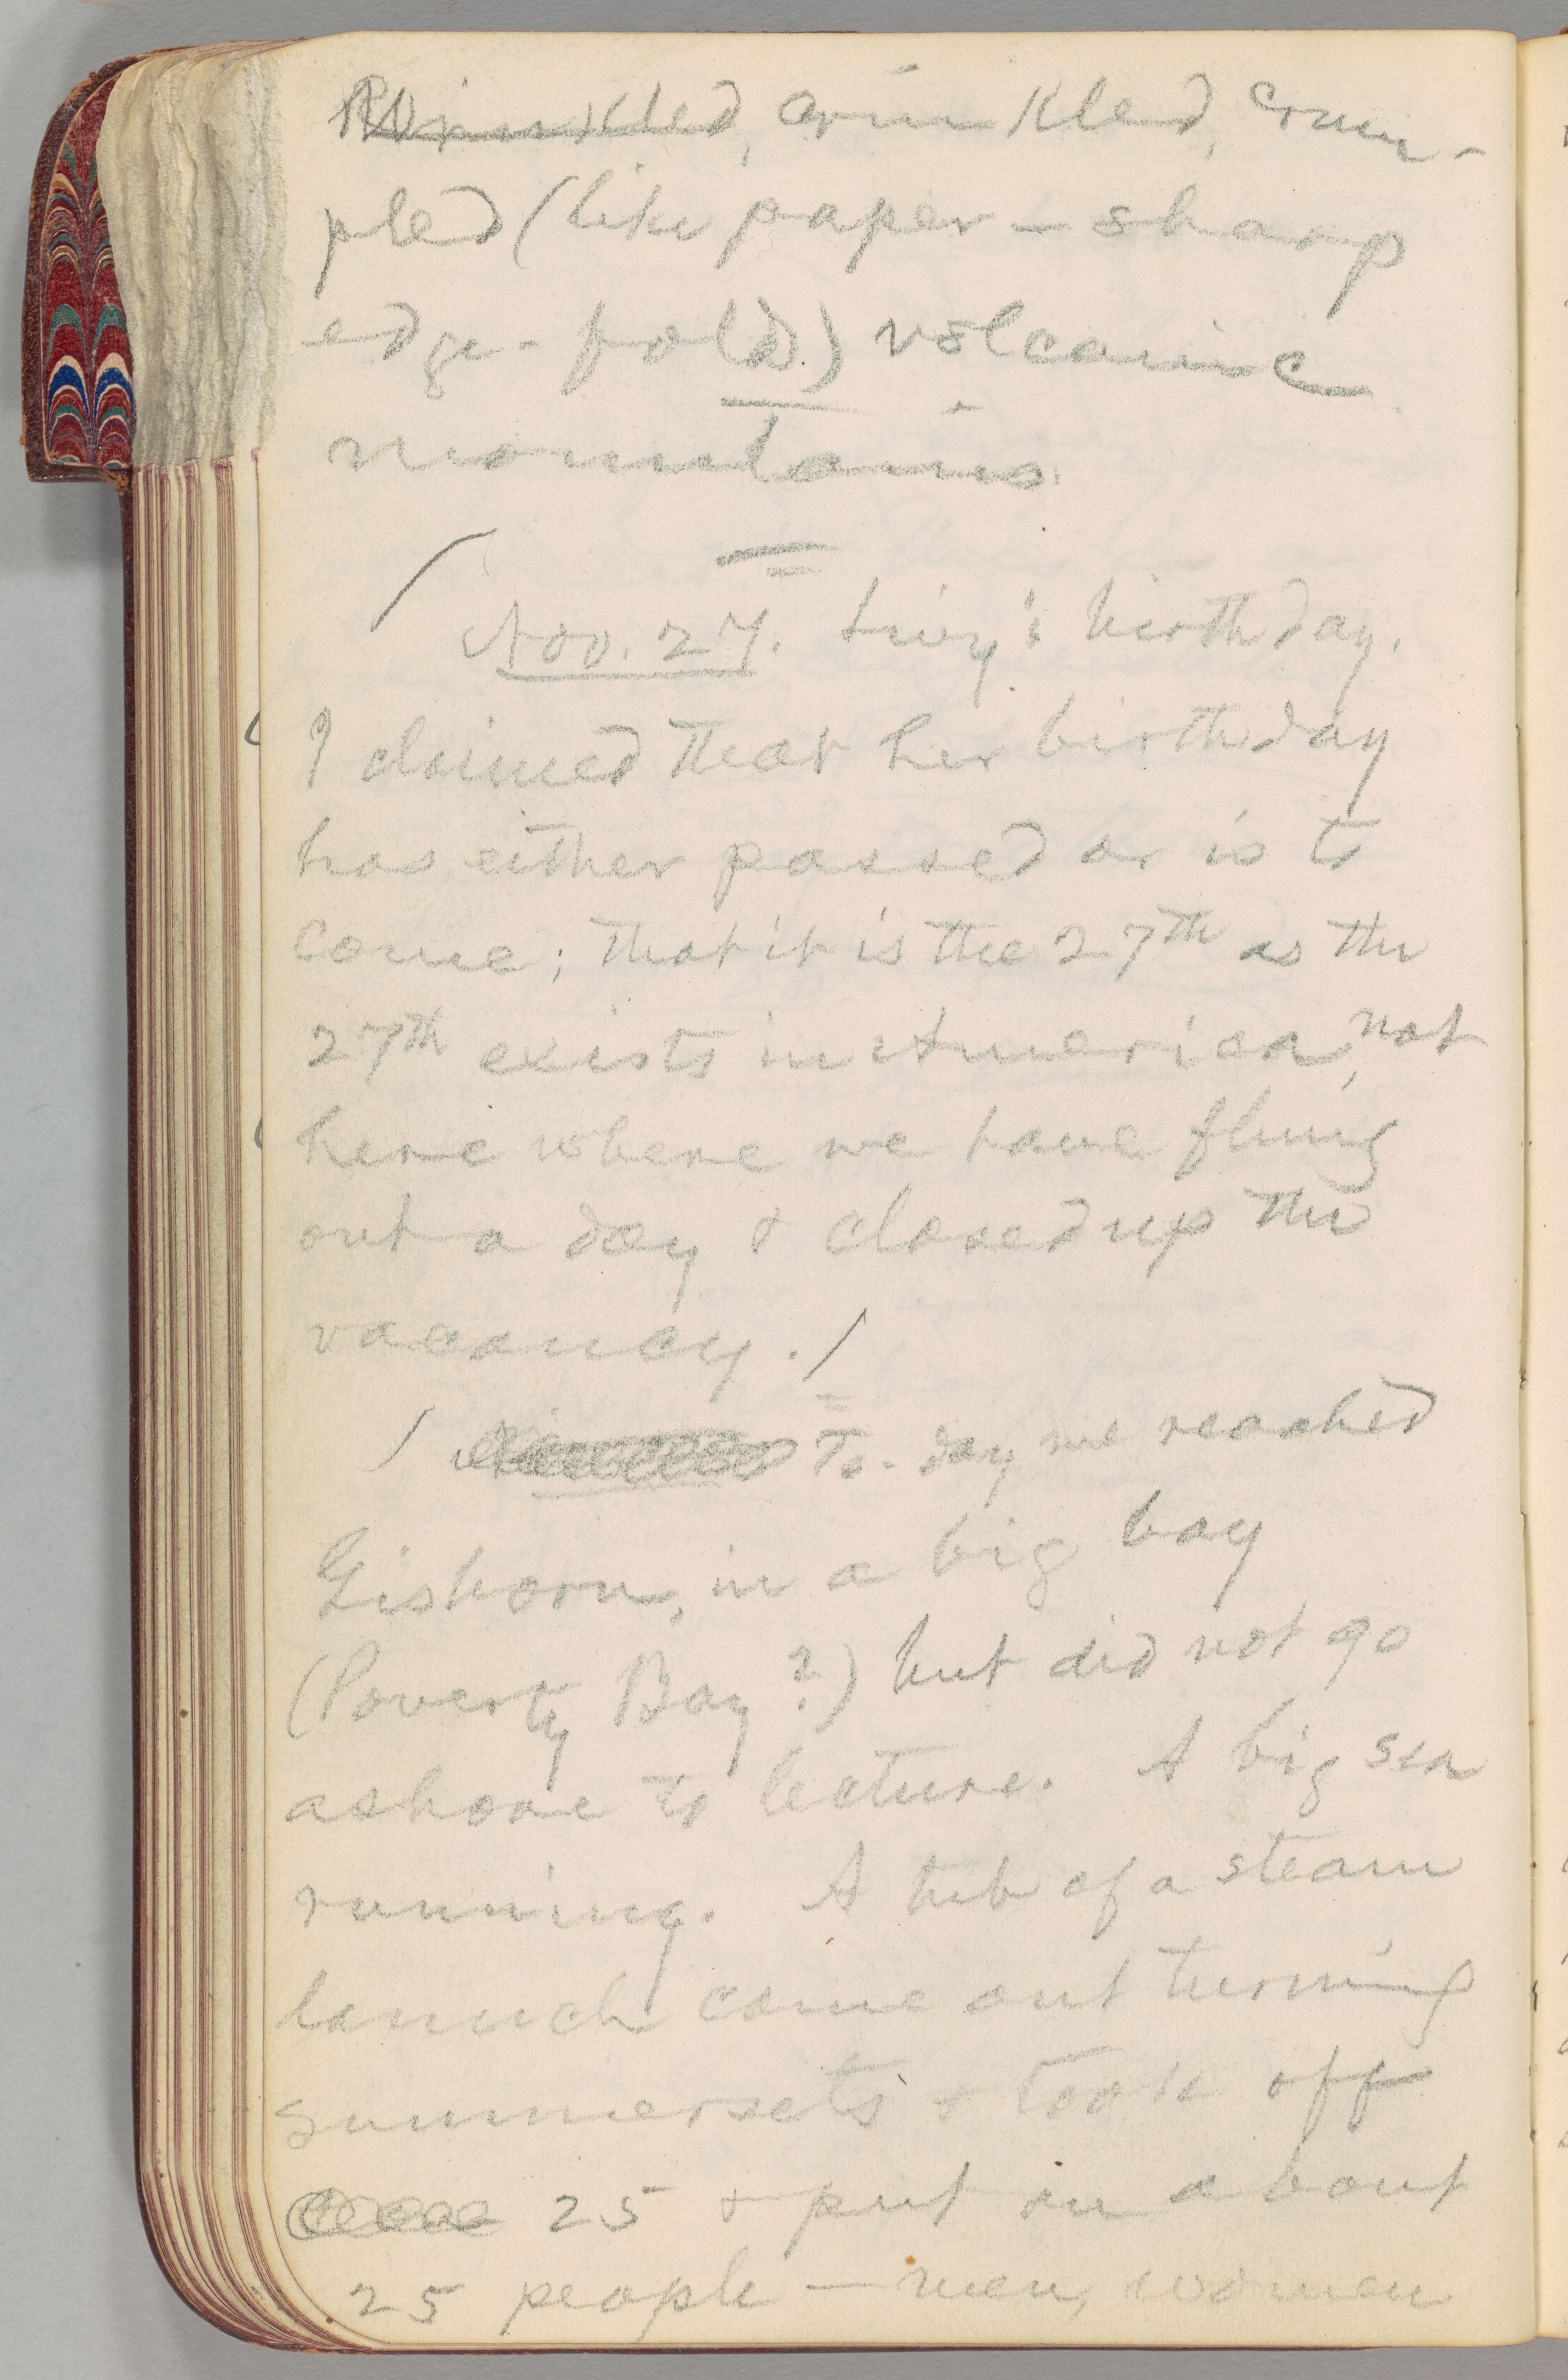 Wrinkled, crinkled, crum-
pled (like paper – sharp
edge-folds) volcanic
mountains.
Nov. 27. Livy's birthday.
I claimed that her birthday
has either passed or is to
come; that it is the 27th as the
27th exists in America, not
here where we have flung
out a day & closed up the
vacancy. /
/ To-day we reached
Gisborn, in a big bay
(Poverty Bay?) but did not go
ashore to lecture. A big sea
running. A tub of a steam
launch came out turning
summersets & took off
25 & put on about
25 people — men, women